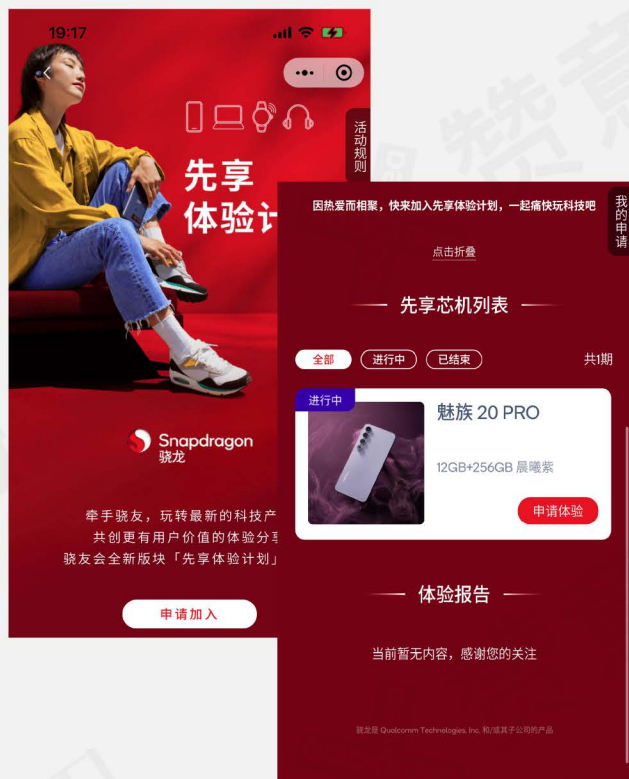 19:17
活动规则
先享
体验计
Snapdragon
骁龙
牵手骁友，玩转最新的科技产
共创更有用户价值的体验分享
骁友会全新版块「先享体验计划」
申请加入
我的申请
因热爱而相聚，快来加入先享体验计划，一起痛快玩科技吧
点击折叠
先享芯机列表
全部
进行中
已结束
共1期
进行中
魅族 20 PRO
12GB+256GB 晨曦紫
申请体验
体验报告
当前暂无内容，感谢您的关注
骁龙是 Qualcomm Technologies, Inc. 和/或其子公司的产品